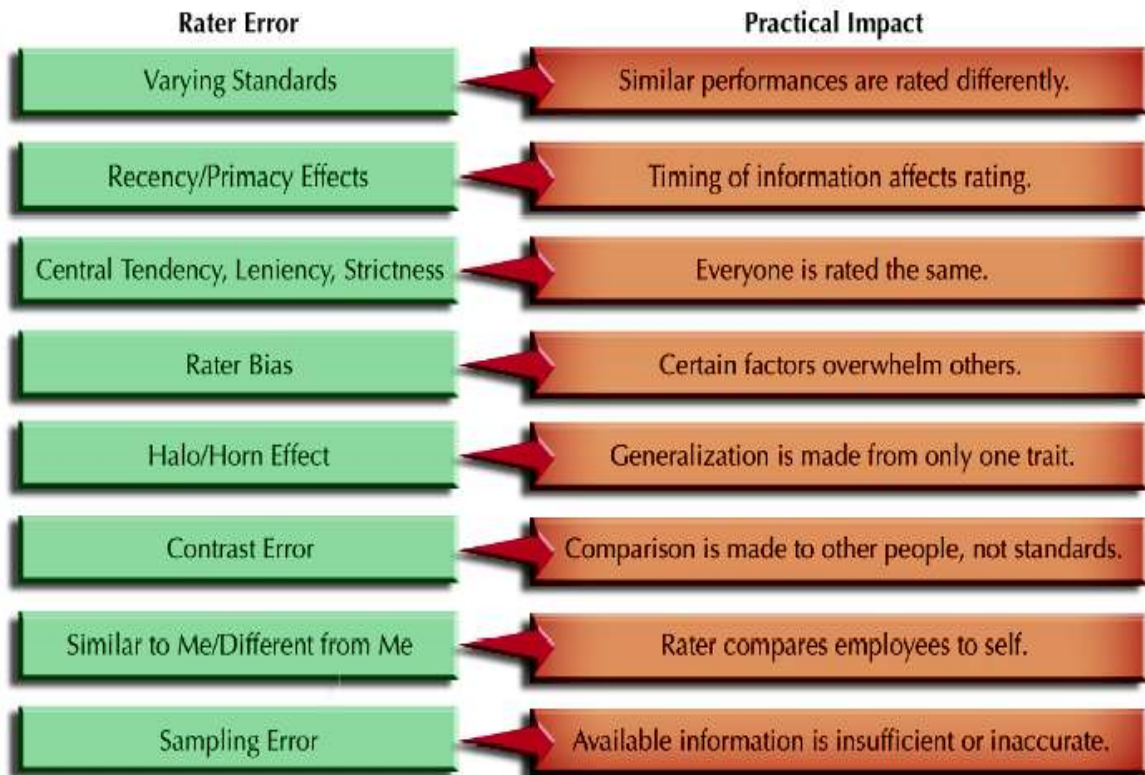 Rater Error
Practical Impact
Varying Standards
Similar performances are rated differently.
Recency/Primacy Effects
Timing of information affects rating.
Central Tendency, Leniency, Strictness
Everyone is rated the same.
Rater Bias
Certain factors overwhelm others.
Halo/Horn Effect
Generalization is made from only one trait.
Contrast Error
Comparison is made to other people, not standards.
Similar to Me/Different from Me
Rater compares employees to self.
Sampling Error
Available information is insufficient or inaccurate.